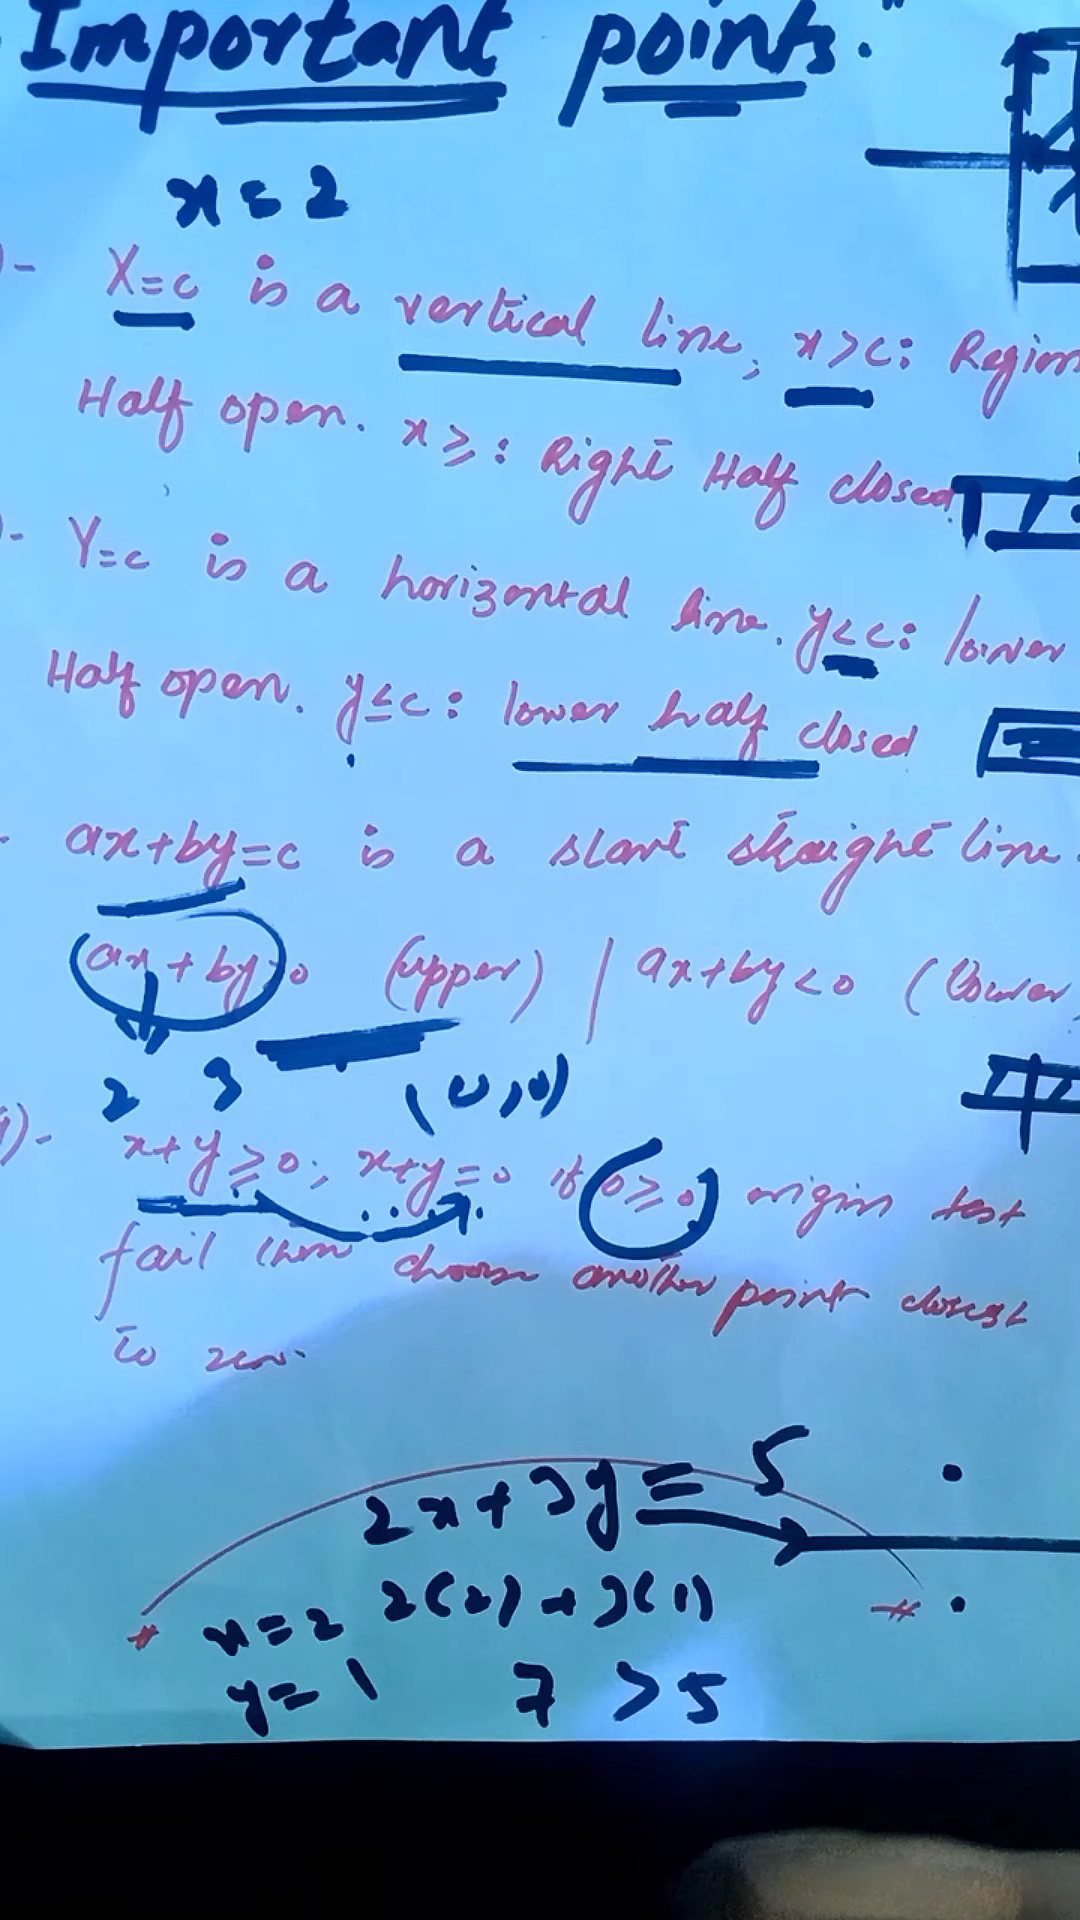 Important points."
x = 2
)- X=c is a vertical line, x>c: Region
Half open. x ≥ : Right Half closed
)- Y=c is a horizontal line. y<c: lower
Half open. y≤c: lower half closed
- ax+by=c is a slant straight line
ax + by 0 (upper) | ax+by<0 (lower
2 3 (0,0)
)- x+y≥0; x+y=0 if 0≥0 origin test
fail then choose another point closest
to zero.
2x+3y = 5
x=2 2(2)+3(1)
y=1 7 > 5